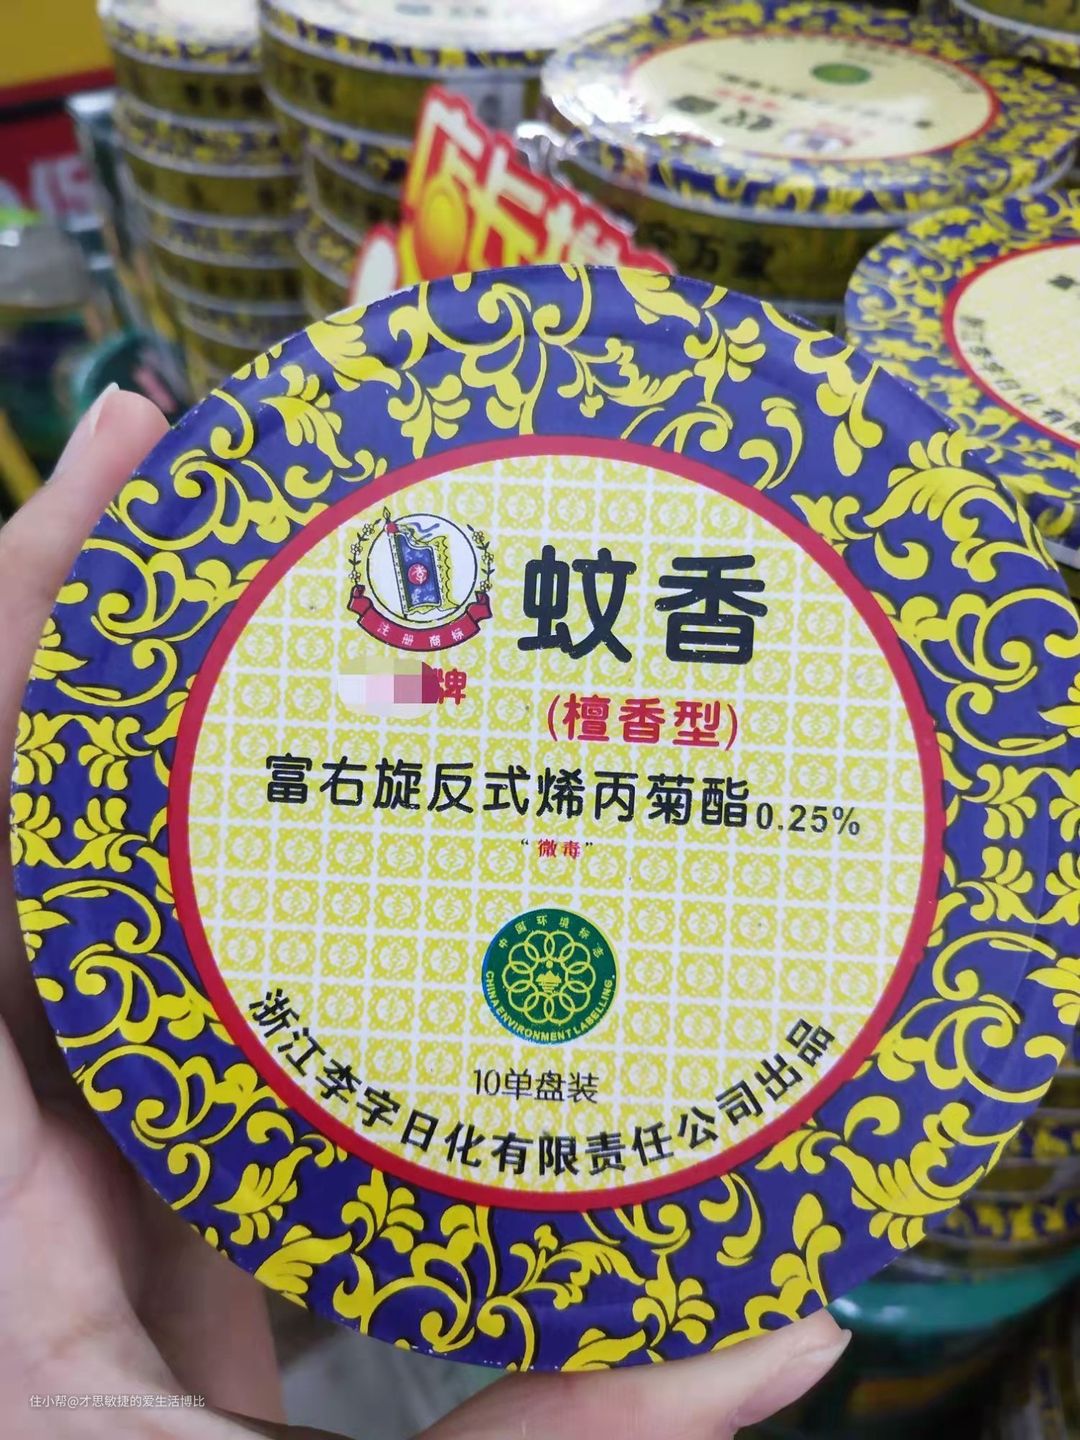 蚊香
李
注册商标
牌
(檀香型)
富右旋反式烯丙菊酯0.25%
“微毒”
中国环境标志
CHINA ENVIRONMENT LABELLING
10单盘装
浙江李字日化有限责任公司出品
住小帮@才思敏捷的爱生活博比